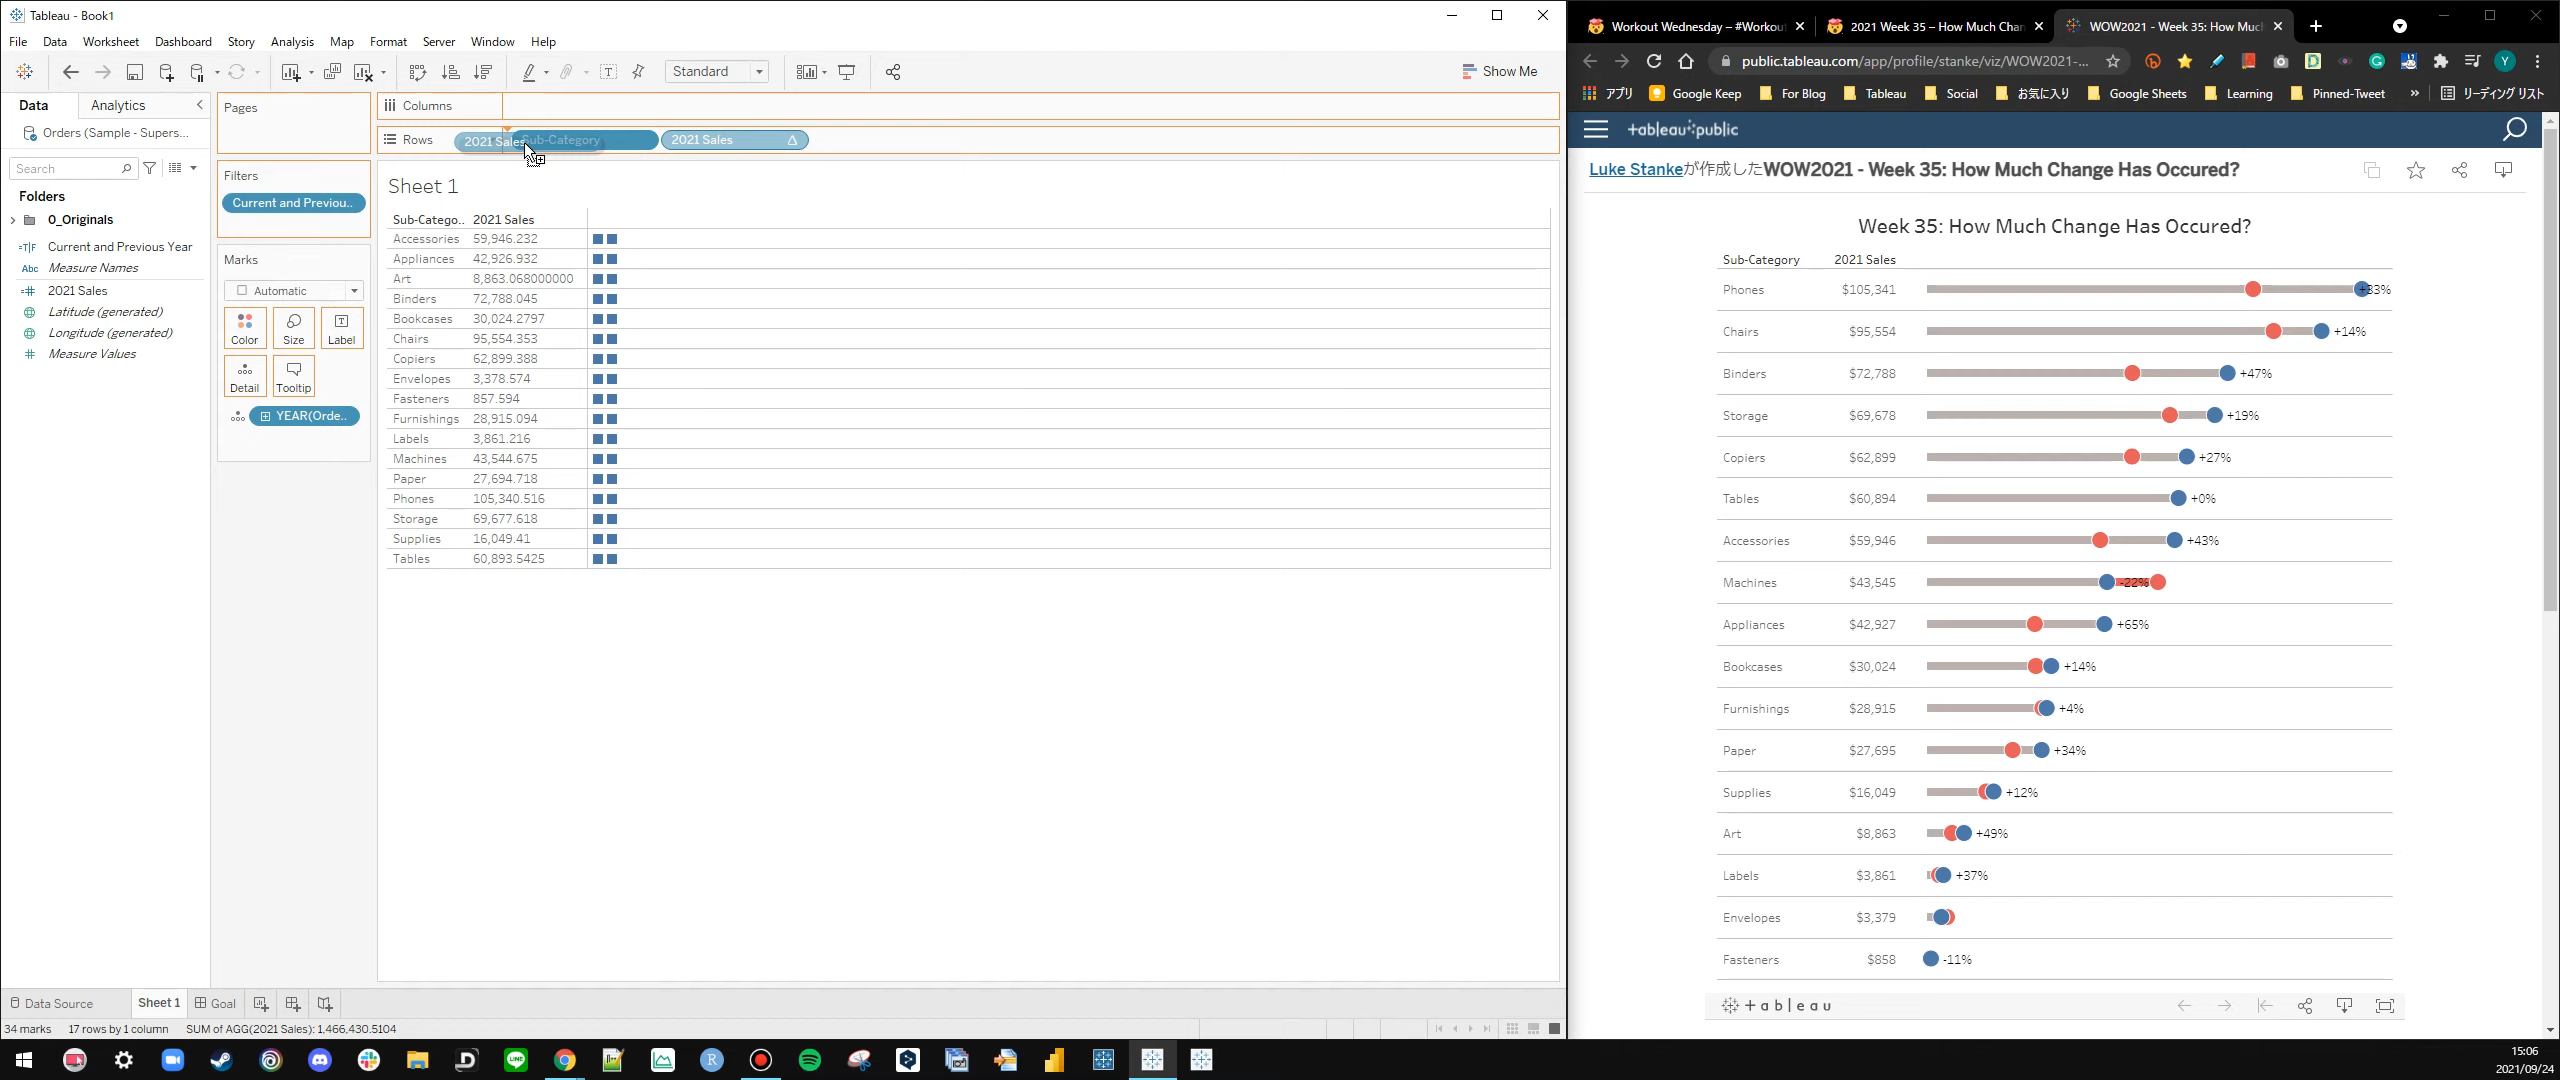 Tableau - Book1
File Data Worksheet Dashboard Story Analysis Map Format Server Window Help
Standard
Show Me
Data Analytics
Orders (Sample - Supers...
Search
Folders
0_Originals
=T|F Current and Previous Year
Abc Measure Names
2021 Sales
Latitude (generated)
Longitude (generated)
Measure Values
Pages
Filters
Current and Previou..
Marks
Automatic
Color Size Label
Detail Tooltip
YEAR(Orde..
Columns
Rows 2021 Sales Sub-Category 2021 Sales
Sheet 1
Sub-Catego.. 2021 Sales
Accessories 59,946.232
Appliances 42,926.932
Art 8,863.068000000
Binders 72,788.045
Bookcases 30,024.2797
Chairs 95,554.353
Copiers 62,899.388
Envelopes 3,378.574
Fasteners 857.594
Furnishings 28,915.094
Labels 3,861.216
Machines 43,544.675
Paper 27,694.718
Phones 105,340.516
Storage 69,677.618
Supplies 16,049.41
Tables 60,893.5425
Data Source Sheet 1 Goal
34 marks 17 rows by 1 column SUM of AGG(2021 Sales): 1,466,430.5104
Workout Wednesday – #Workou 2021 Week 35 – How Much Chan WOW2021 - Week 35: How Muc
public.tableau.com/app/profile/stanke/viz/WOW2021-...
アプリ Google Keep For Blog Tableau Social お気に入り Google Sheets Learning Pinned-Tweet » リーディング リスト
+ableau+public
Luke Stankeが作成したWOW2021 - Week 35: How Much Change Has Occured?
Week 35: How Much Change Has Occured?
Sub-Category 2021 Sales
Phones $105,341 +33%
Chairs $95,554 +14%
Binders $72,788 +47%
Storage $69,678 +19%
Copiers $62,899 +27%
Tables $60,894 +0%
Accessories $59,946 +43%
Machines $43,545 -22%
Appliances $42,927 +65%
Bookcases $30,024 +14%
Furnishings $28,915 +4%
Paper $27,695 +34%
Supplies $16,049 +12%
Art $8,863 +49%
Labels $3,861 +37%
Envelopes $3,379
Fasteners $858 -11%
+ a b | e a u
15:06
2021/09/24